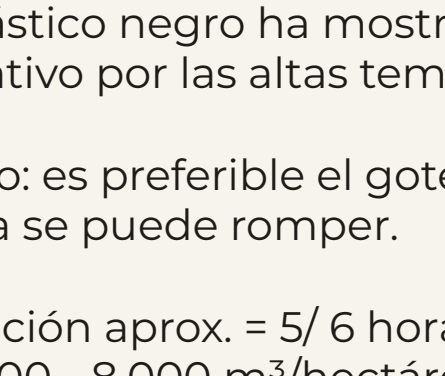 ástico negro ha mostr
ativo por las altas tem
o: es preferible el gote
a se puede romper.
ción aprox. = 5/ 6 hora
00 - 8.000 m³/hectáre